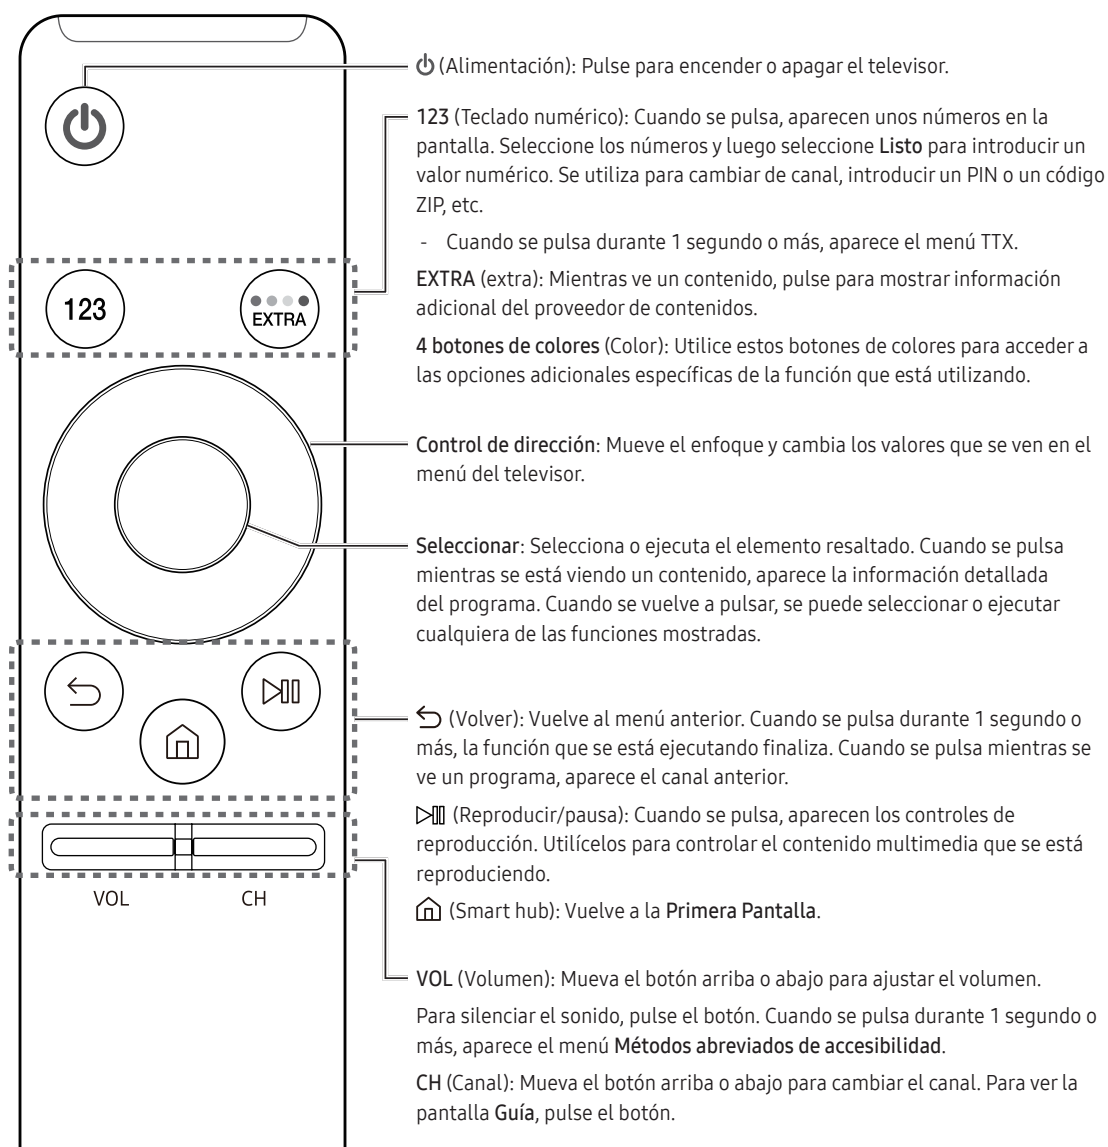 (Alimentación): Pulse para encender o apagar el televisor.
123 (Teclado numérico): Cuando se pulsa, aparecen unos números en la
pantalla. Seleccione los números y luego seleccione Listo para introducir un
valor numérico. Se utiliza para cambiar de canal, introducir un PIN o un código
ZIP, etc.
- Cuando se pulsa durante 1 segundo o más, aparece el menú TTX.
123
EXTRA
EXTRA (extra): Mientras ve un contenido, pulse para mostrar información
adicional del proveedor de contenidos.
4 botones de colores (Color): Utilice estos botones de colores para acceder a
las opciones adicionales específicas de la función que está utilizando.
Control de dirección: Mueve el enfoque y cambia los valores que se ven en el
menú del televisor.
Seleccionar: Selecciona o ejecuta el elemento resaltado. Cuando se pulsa
mientras se está viendo un contenido, aparece la información detallada
del programa. Cuando se vuelve a pulsar, se puede seleccionar o ejecutar
cualquiera de las funciones mostradas.
(Volver): Vuelve al menú anterior. Cuando se pulsa durante 1 segundo o
más, la función que se está ejecutando finaliza. Cuando se pulsa mientras se
ve un programa, aparece el canal anterior.
(Reproducir/pausa): Cuando se pulsa, aparecen los controles de
reproducción. Utilícelos para controlar el contenido multimedia que se está
reproduciendo.
(Smart hub): Vuelve a la Primera Pantalla.
VOL
CH
VOL (Volumen): Mueva el botón arriba o abajo para ajustar el volumen.
Para silenciar el sonido, pulse el botón. Cuando se pulsa durante 1 segundo o
más, aparece el menú Métodos abreviados de accesibilidad.
CH (Canal): Mueva el botón arriba o abajo para cambiar el canal. Para ver la
pantalla Guía, pulse el botón.